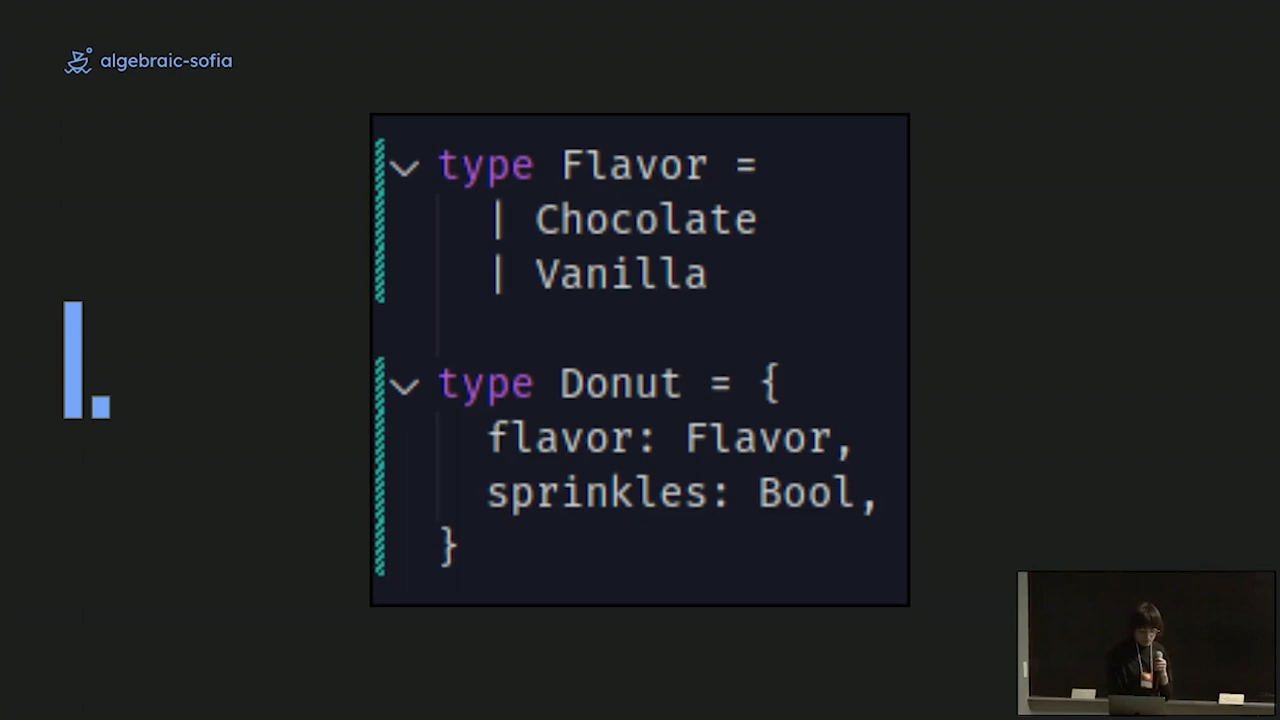 algebraic-sofia
type Flavor =
| Chocolate
| Vanilla
type Donut = {
flavor: Flavor,
sprinkles: Bool,
}
I.